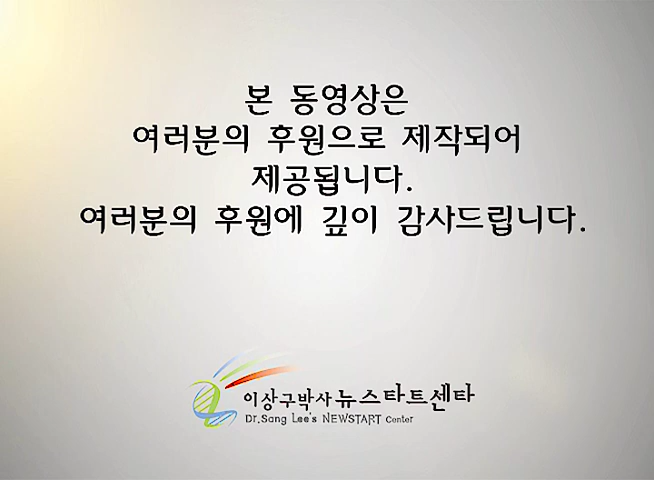 본 동영상은
여러분의 후원으로 제작되어
제공됩니다.
여러분의 후원에 깊이 감사드립니다.
이상구박사 뉴스타트센타
Dr.Sang Lee's NEWSTART Center